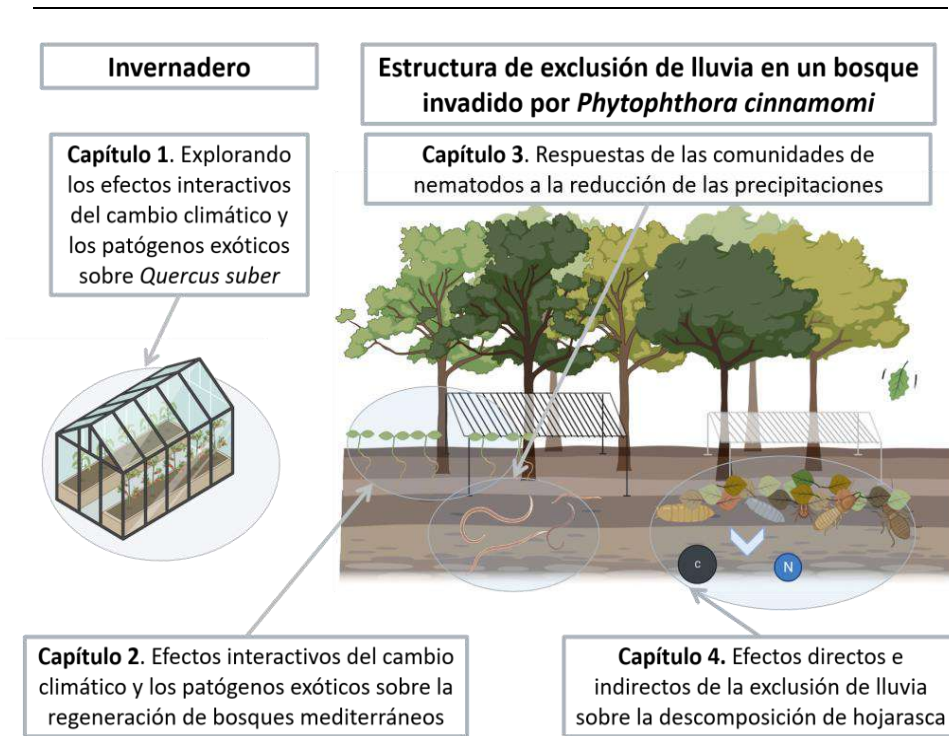 Invernadero
Estructura de exclusión de lluvia en un bosque
invadido por Phytophthora cinnamomi
Capítulo 1. Explorando
los efectos interactivos
del cambio climático y
los patógenos exóticos
sobre Quercus suber
Capítulo 3. Respuestas de las comunidades de
nematodos a la reducción de las precipitaciones
C
N
Capítulo 2. Efectos interactivos del cambio
climático y los patógenos exóticos sobre la
regeneración de bosques mediterráneos
Capítulo 4. Efectos directos e
indirectos de la exclusión de lluvia
sobre la descomposición de hojarasca